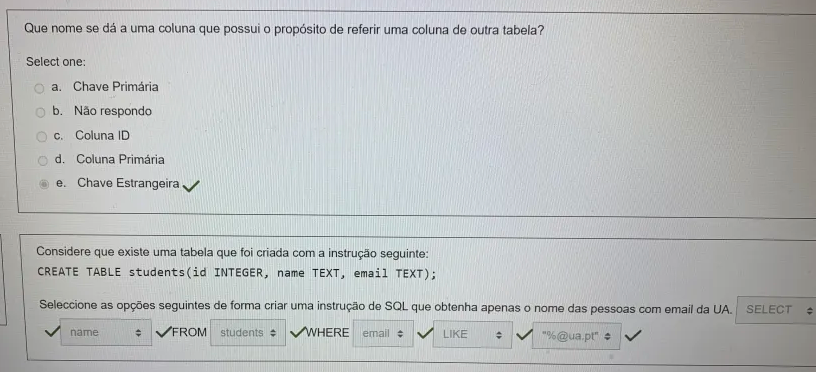 Que nome se dá a uma coluna que possui o propósito de referir uma coluna de outra tabela?
Select one:
a. Chave Primária
b. Não respondo
c. Coluna ID
d. Coluna Primária
e. Chave Estrangeira
Considere que existe uma tabela que foi criada com a instrução seguinte:
CREATE TABLE students(id INTEGER, name TEXT, email TEXT);
Seleccione as opções seguintes de forma criar uma instrução de SQL que obtenha apenas o nome das pessoas com email da UA. SELECT
name FROM students WHERE email LIKE "%@ua.pt"